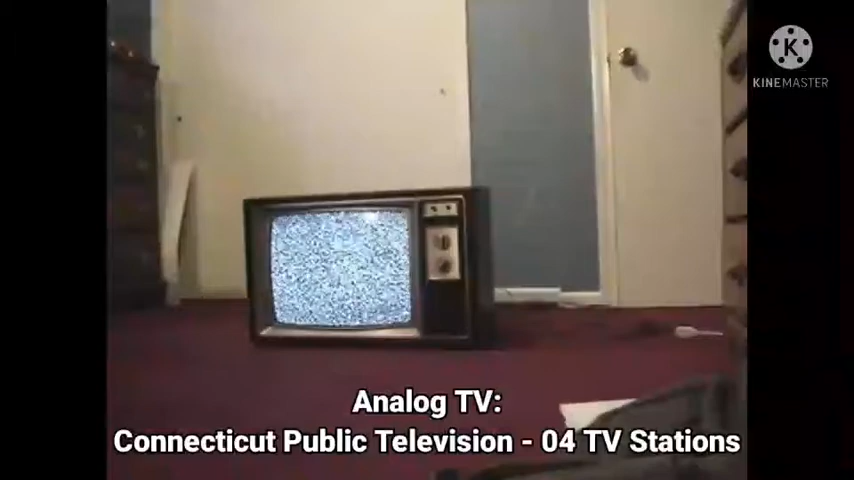 K
KINEMASTER
Analog TV:
Connecticut Public Television - 04 TV Stations